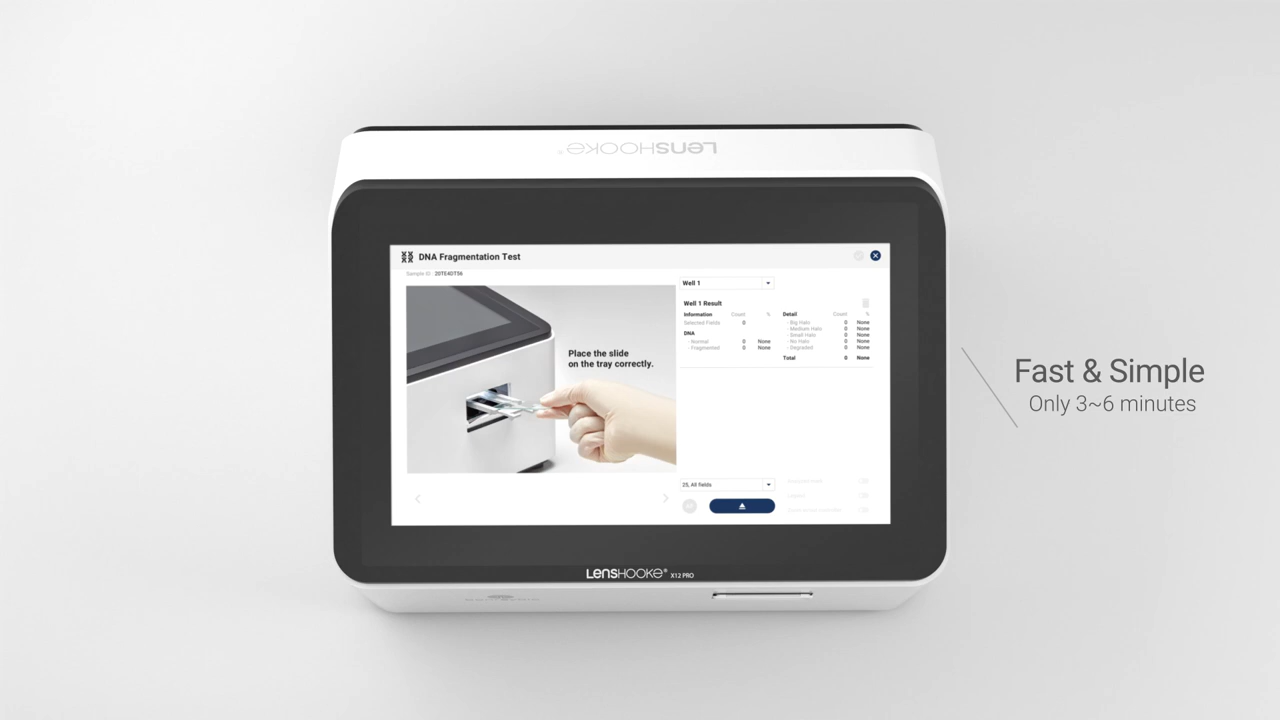 LENSHOOKE®
DNA Fragmentation Test
Sample ID : 20TE4DT56
Place the slide
on the tray correctly.
Well 1
Well 1 Result
Information Count %
Selected Fields 0
DNA
- Normal 0 None
- Fragmented 0 None
Detail Count %
- Big Halo 0 None
- Medium Halo 0 None
- Small Halo 0 None
- No Halo 0 None
- Degraded 0 None
Total 0 None
25, All fields
LENSHOOKE® X12 PRO
Fast & Simple
Only 3~6 minutes